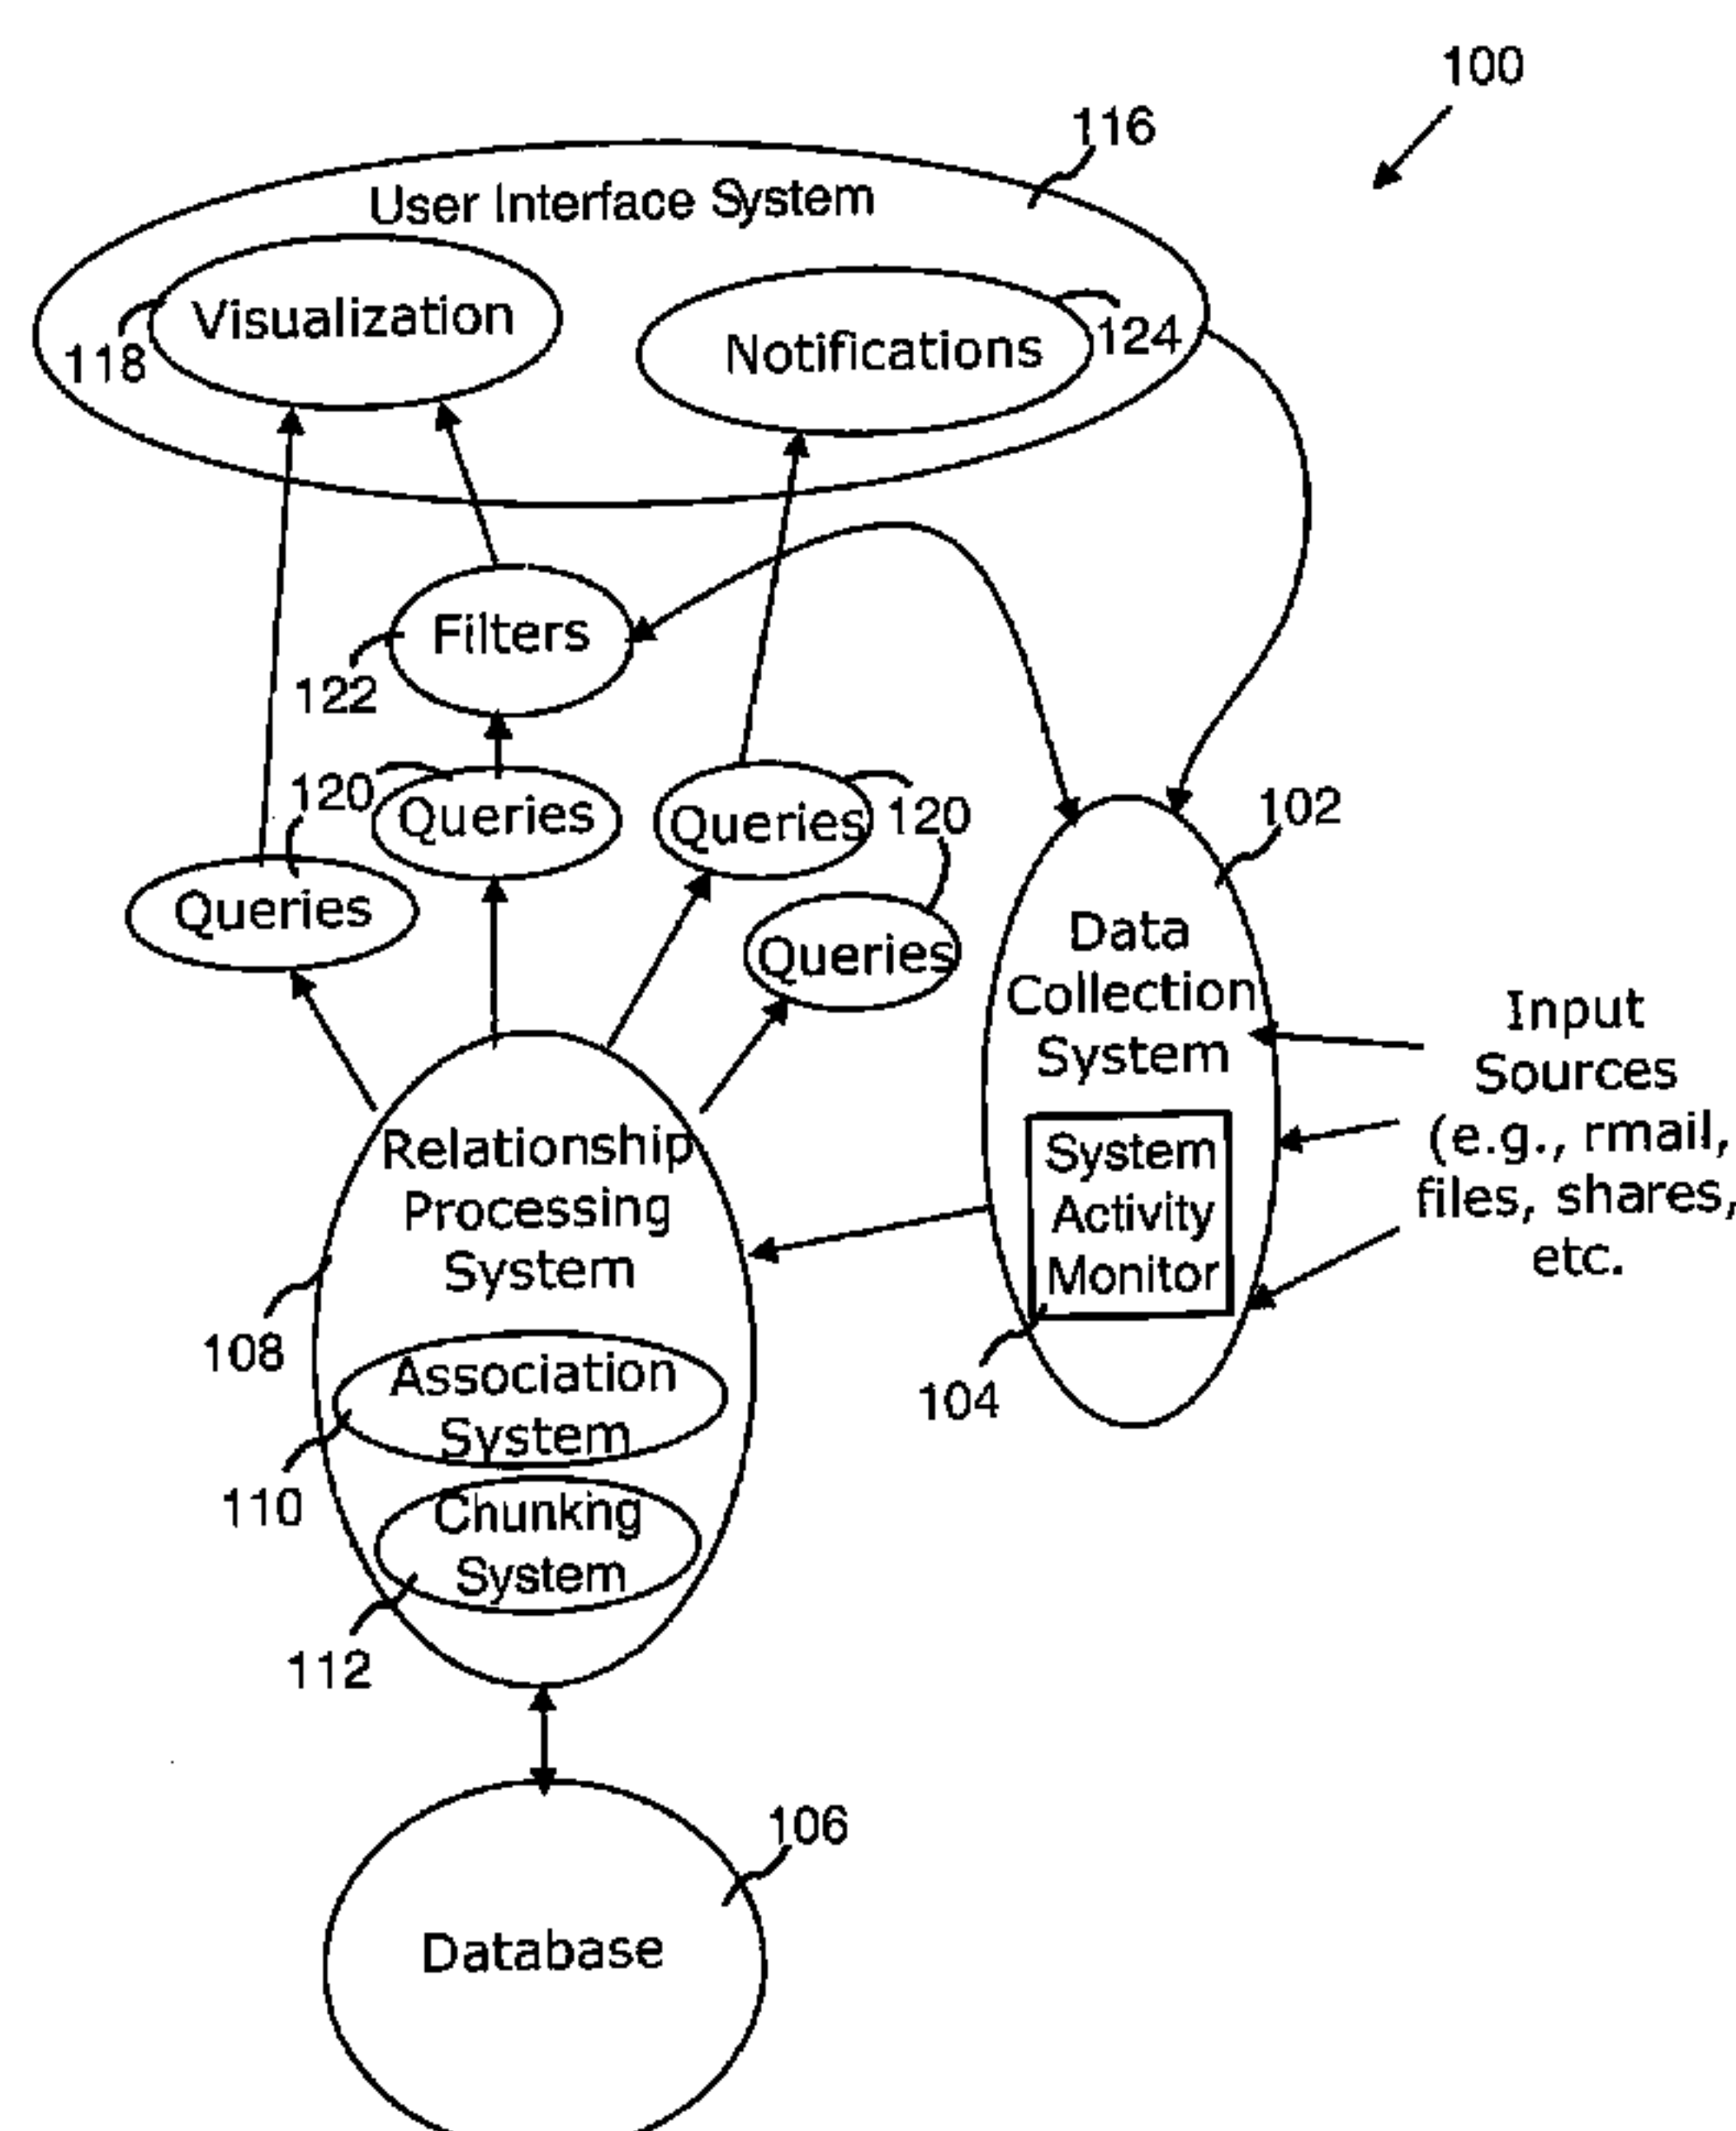 100
116
User Interface System
Visualization
118
Notifications
124
Filters
122
120
Queries
Queries
120
Queries
Queries
102
Data
Collection
System
System
Activity
Monitor
104
Input
Sources
(e.g., rmail,
files, shares,
etc.
Relationship
Processing
System
108
Association
System
110
Chunkng
System
112
106
Database